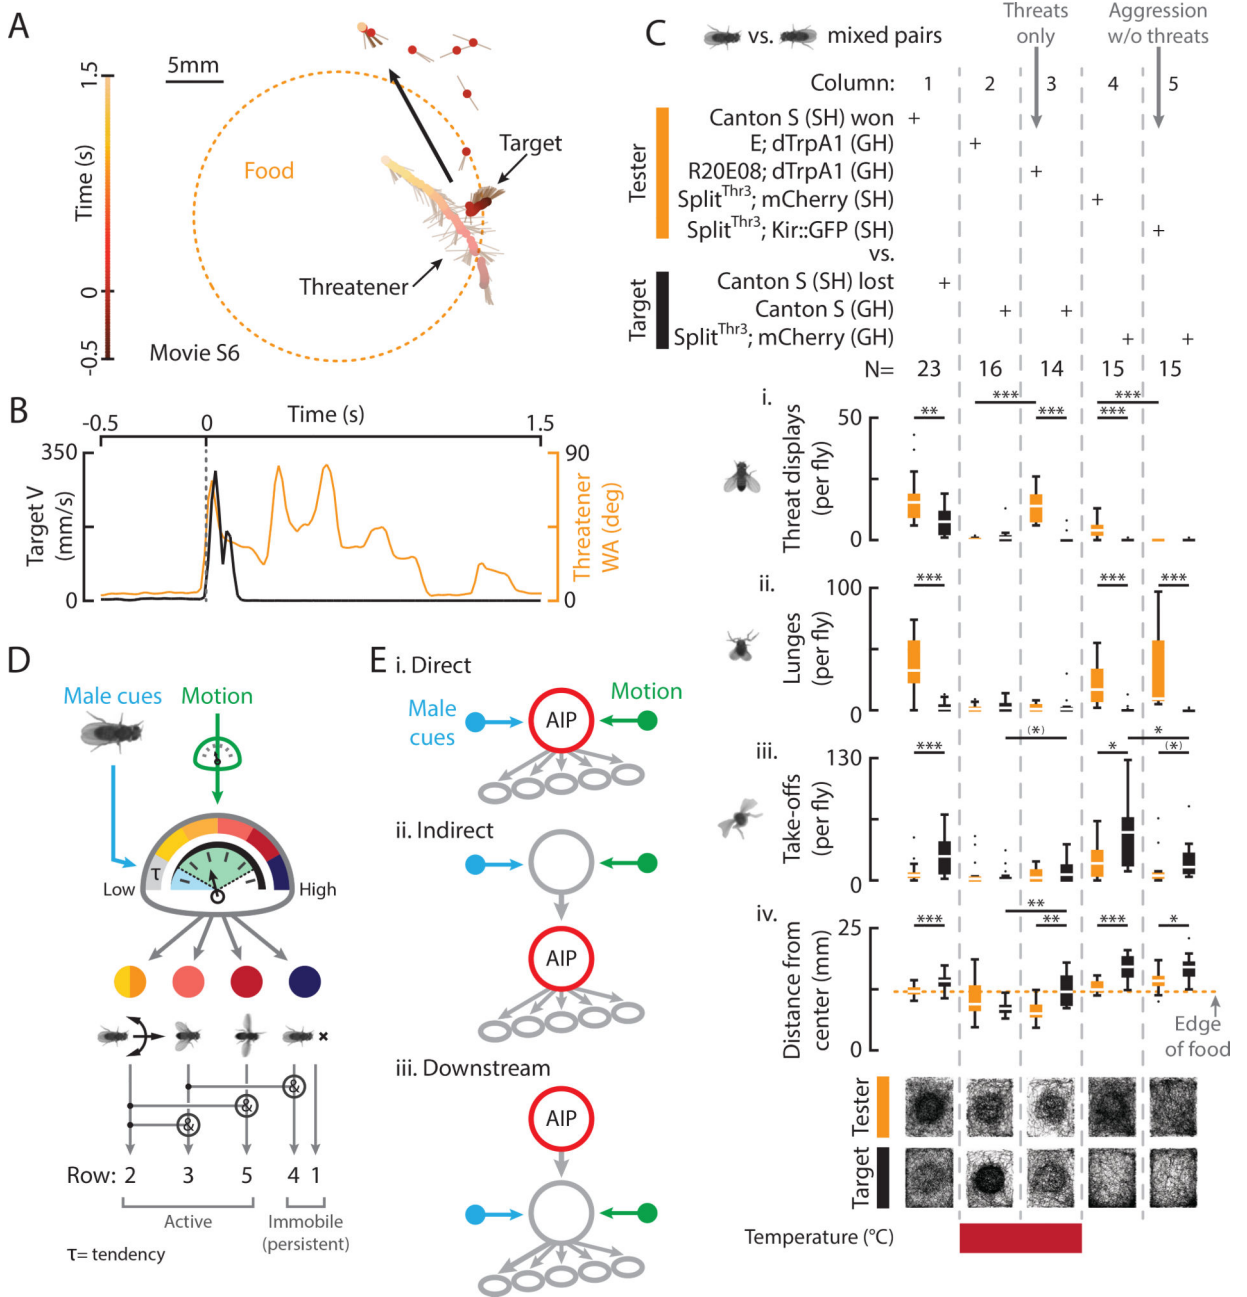 A
5mm
1.5
Time (s)
0
-0.5
Food
Target
Threatener
Movie S6
B
-0.5
0
Time (s)
1.5
350
Target V
(mm/s)
0
90
Threatener
WA (deg)
0
C
vs.
mixed pairs
Threats
only
Aggression
w/o threats
Column: 1 2 3 4 5
Tester
Canton S (SH) won +
E; dTrpA1 (GH) +
R20E08; dTrpA1 (GH) +
SplitThr3; mCherry (SH) +
SplitThr3; Kir::GFP (SH) +
vs.
Target
Canton S (SH) lost +
Canton S (GH) + +
SplitThr3; mCherry (GH) + +
N= 23 16 14 15 15
i.
Threat displays
(per fly)
50
0
** *** *** *** ***
ii.
Lunges
(per fly)
100
0
*** *** ***
iii.
Take-offs
(per fly)
130
0
*** (*) * * (*)
iv.
Distance from
center (mm)
25
0
*** ** ** *** *
Edge
of food
Tester
Target
Temperature (°C)
D
Male cues
Motion
τ
Low
High
&
&
&
Row: 2 3 5 4 1
Active
Immobile
(persistent)
τ= tendency
E
i. Direct
Male
cues
AIP
Motion
ii. Indirect
AIP
iii. Downstream
AIP